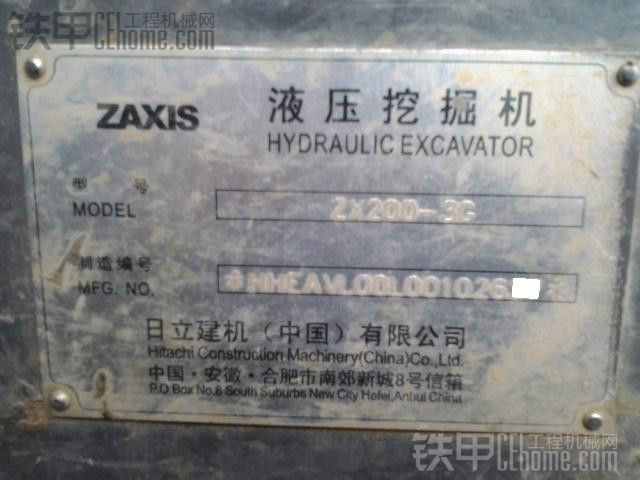 铁甲 工程机械网
CEhome.com
ZAXIS 液压挖掘机
HYDRAULIC EXCAVATOR
型号
MODEL ZX200-3G
制造编号
MFG. NO. *HHEAVL00L001026 *
日立建机（中国）有限公司
Hitachi Construction Machinery(China)Co.,Ltd.
中国·安徽·合肥市南郊新城8号信箱
P.O Box No.8 South Suburbs New City Hefei,Anhui China
铁甲 工程机械网
CEhome.com